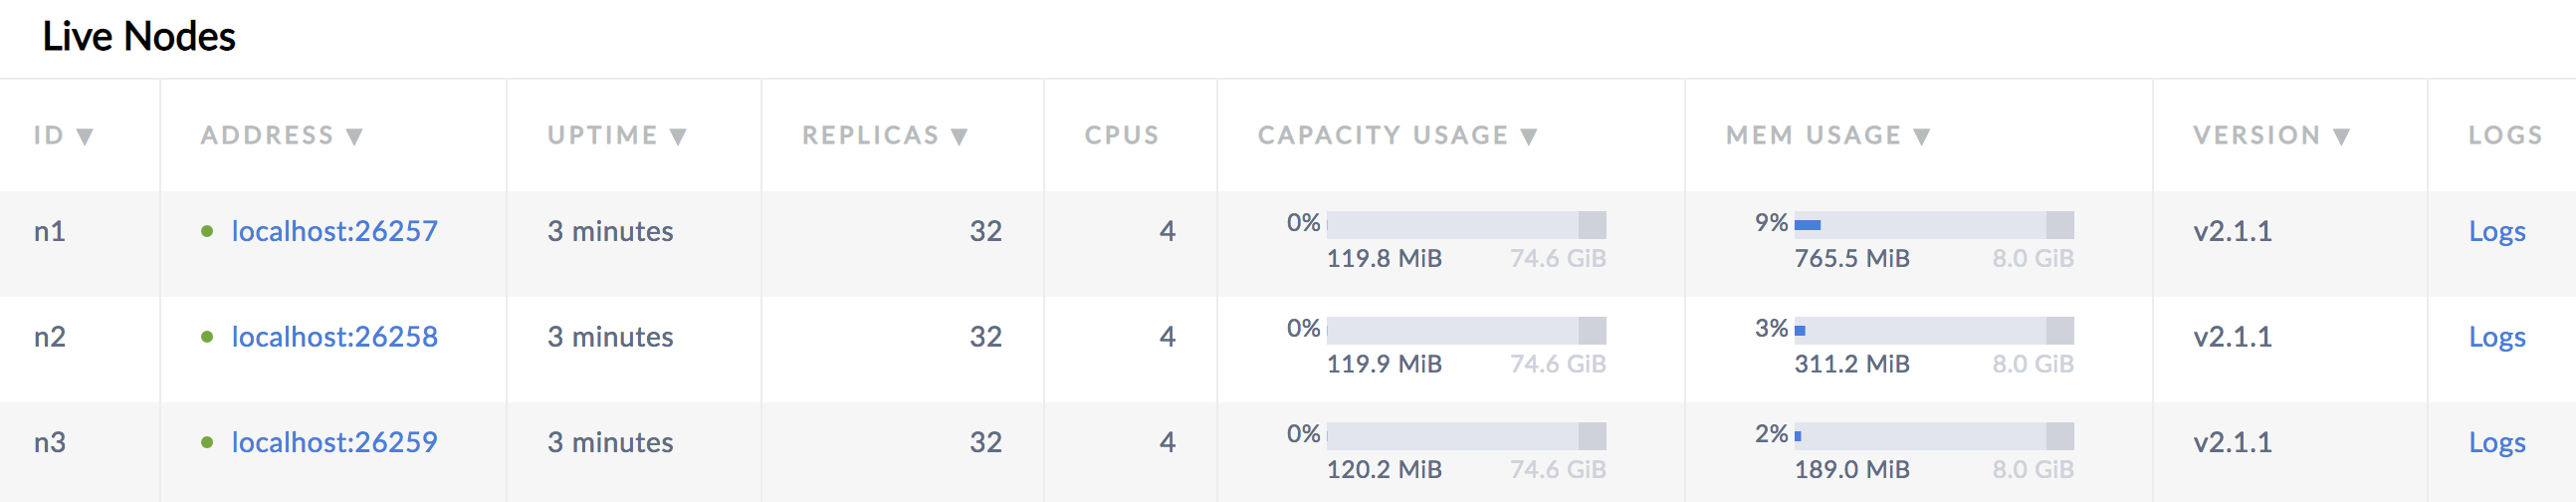 Live Nodes
ID ▼ ADDRESS ▼ UPTIME ▼ REPLICAS ▼ CPUS CAPACITY USAGE ▼ MEM USAGE ▼ VERSION ▼ LOGS
n1 localhost:26257 3 minutes 32 4 0% 9% v2.1.1 Logs
119.8 MiB 74.6 GiB 765.5 MiB 8.0 GiB
n2 localhost:26258 3 minutes 32 4 0% 3% v2.1.1 Logs
119.9 MiB 74.6 GiB 311.2 MiB 8.0 GiB
n3 localhost:26259 3 minutes 32 4 0% 2% v2.1.1 Logs
120.2 MiB 74.6 GiB 189.0 MiB 8.0 GiB